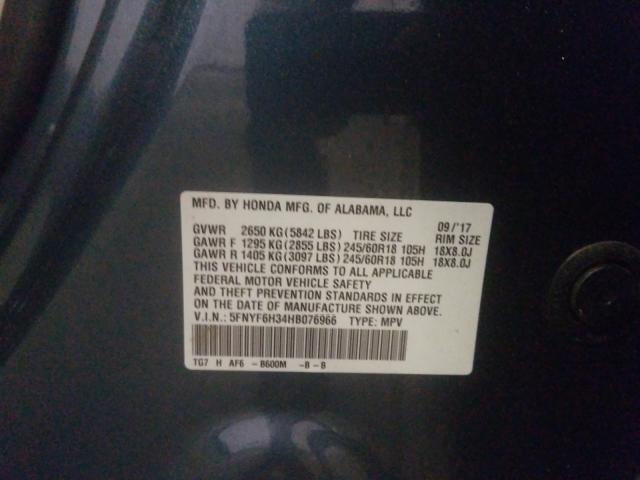 MFD. BY HONDA MFG. OF ALABAMA, LLC
GVWR 2650 KG(5842 LBS) TIRE SIZE 09/'17 RIM SIZE
GAWR F 1295 KG(2855 LBS)245/60R18 105H 18X8.0J
GAWR R 1405 KG(3097 LBS)245/60R18 105H 18X8.0J
THIS VEHICLE CONFORMS TO ALL APPLICABLE
FEDERAL MOTOR VEHICLE SAFETY
AND THEFT PREVENTION STANDARDS IN EFFECT
ON THE DATE OF MANUFACTURE SHOWN ABOVE.
V.I.N.: 5FNYF6H34HB076966 TYPE: MPV
TG7 H AF6 -B600M -B-B